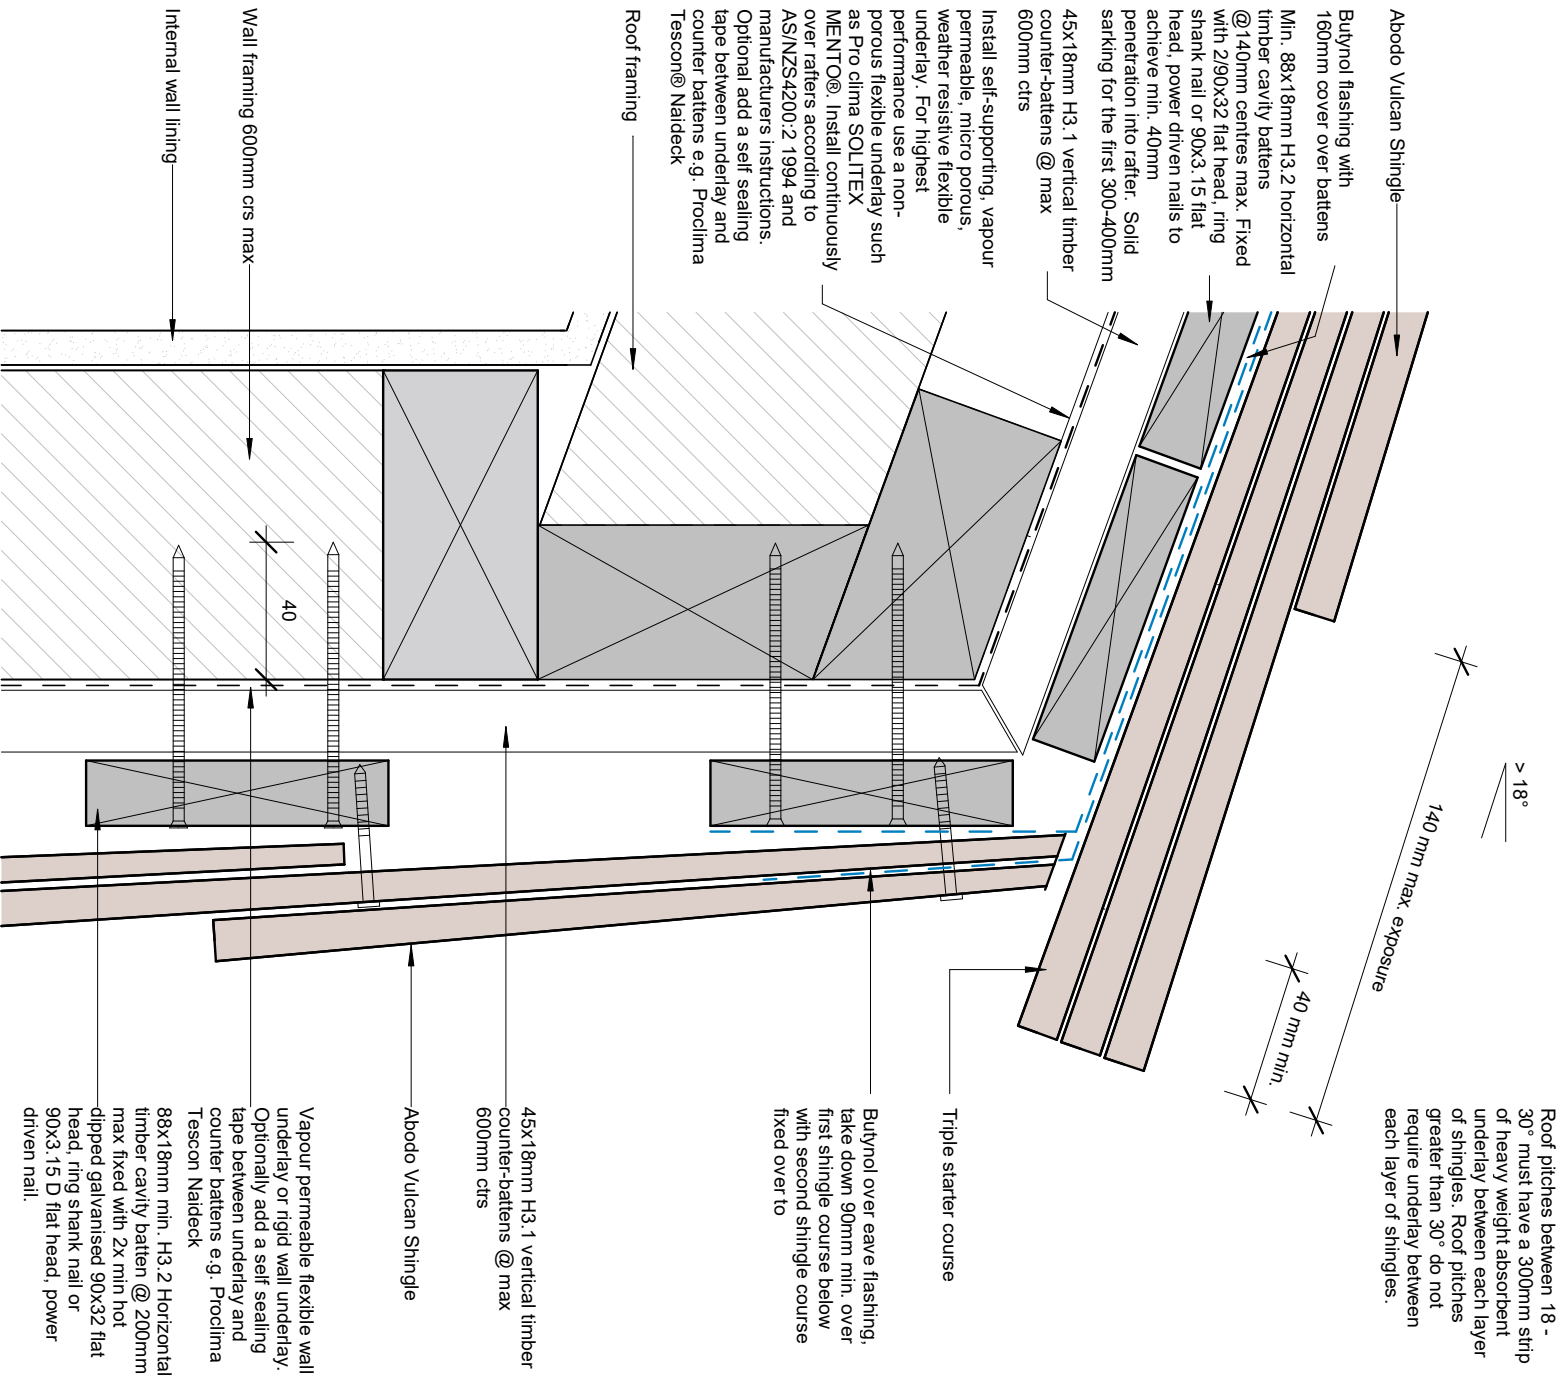 Abodo Vulcan Shingle
Butynol flashing with
160mm cover over battens
Min. 88x18mm H3.2 horizontal
timber cavity battens
@140mm centres max. Fixed
with 2/90x32 flat head, ring
shank nail or 90x3.15 flat
head, power driven nails to
achieve min. 40mm
penetration into rafter. Solid
sarking for the first 300-400mm
45x18mm H3.1 vertical timber
counter-battens @ max
600mm ctrs
Install self-supporting, vapour
permeable, micro porous,
weather resistive flexible
underlay. For highest
performance use a non-
porous flexible underlay such
as Pro clima SOLITEX
MENTO®. Install continuously
over rafters according to
AS/NZS4200:2 1994 and
manufacturers instructions.
Optional add a self sealing
tape between underlay and
counter battens e.g. Proclima
Tescon® Naideck
Roof framing
Wall framing 600mm crs max
Internal wall lining
40
> 18°
140 mm max. exposure
40 mm min.
Roof pitches between 18 -
30° must have a 300mm strip
of heavy weight absorbent
underlay between each layer
of shingles. Roof pitches
greater than 30° do not
require underlay between
each layer of shingles.
Triple starter course
Butynol over eave flashing,
take down 90mm min. over
first shingle course below
with second shingle course
fixed over to
45x18mm H3.1 vertical timber
counter-battens @ max
600mm ctrs
Abodo Vulcan Shingle
Vapour permeable flexible wall
underlay or rigid wall underlay.
Optionally add a self sealing
tape between underlay and
counter battens e.g. Proclima
Tescon Naideck
88x18mm min. H3.2 Horizontal
timber cavity batten @ 200mm
max fixed with 2x min hot
dipped galvanised 90x32 flat
head, ring shank nail or
90x3.15 D flat head, power
driven nail.